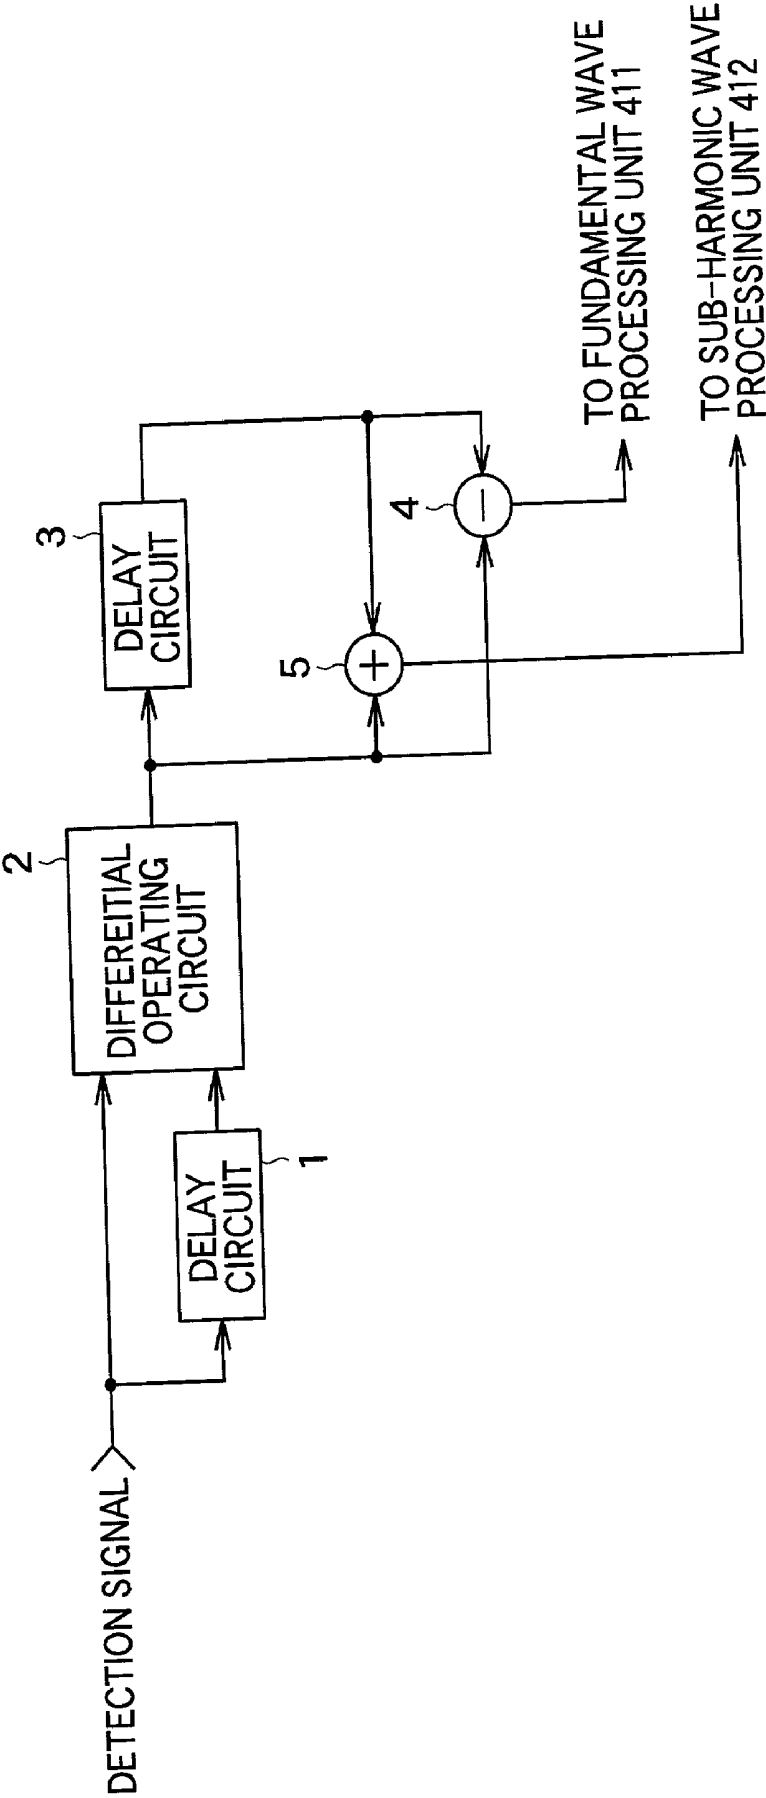 DETECTION SIGNAL
DELAY
CIRCUIT
1
DIFFEREITIAL
OPERATING
CIRCUIT
2
DELAY
CIRCUIT
3
5
+
4
−
TO FUNDAMENTAL WAVE
PROCESSING UNIT 411
TO SUB-HARMONIC WAVE
PROCESSING UNIT 412